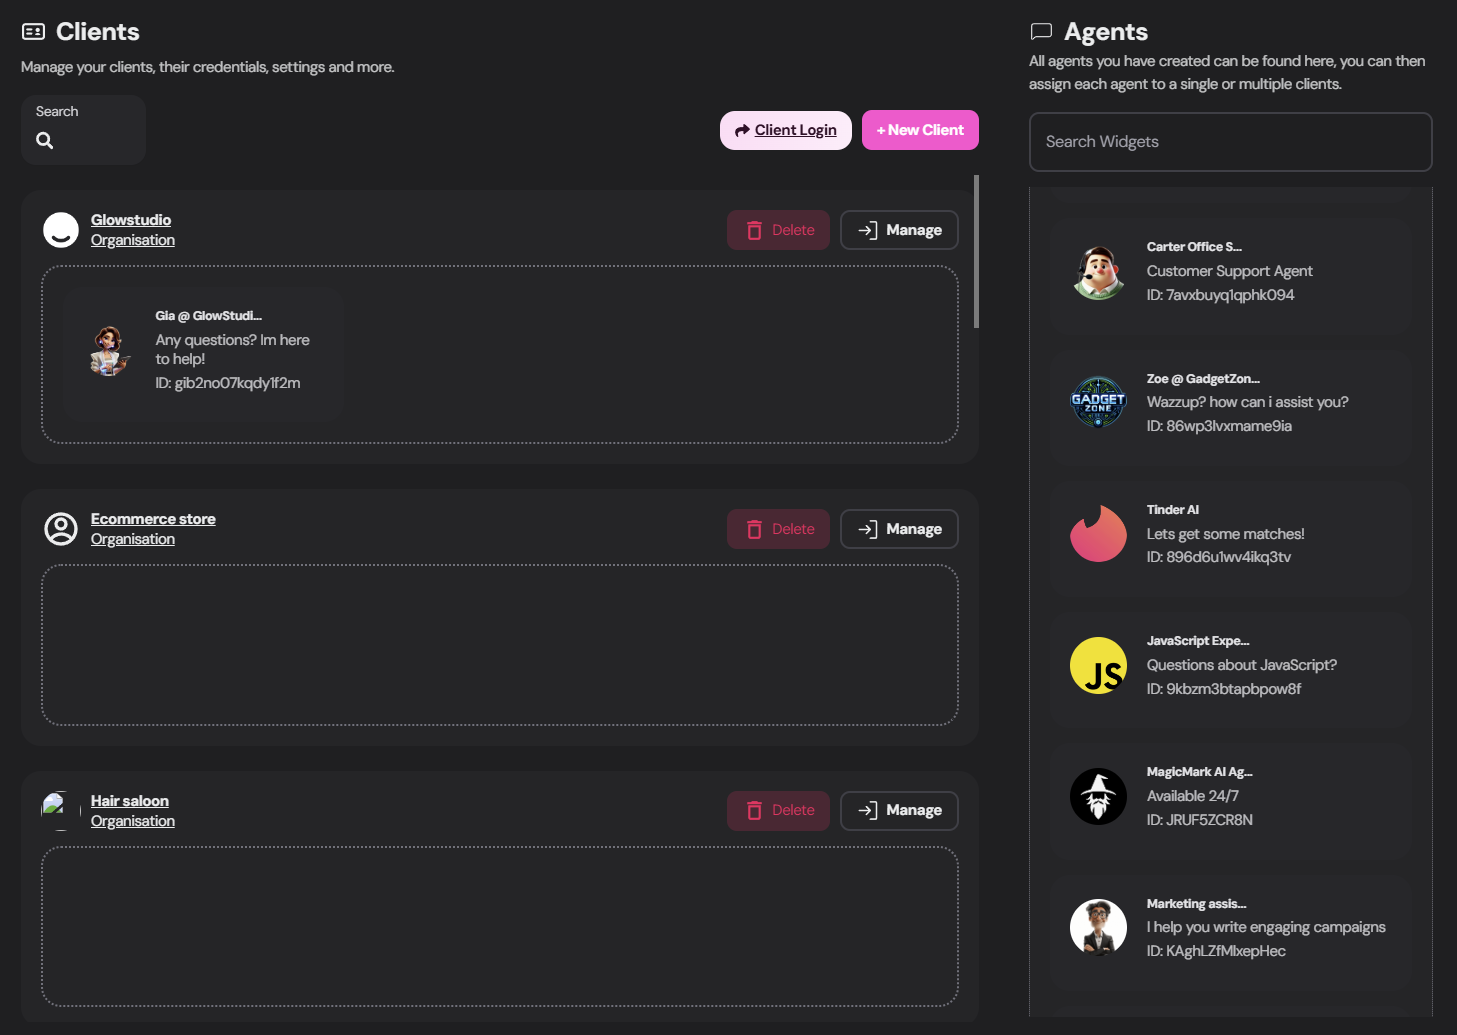 Clients
Manage your clients, their credentials, settings and more.
Search
Client Login
+ New Client
Glowstudio
Organisation
Delete
Manage
Gia @ GlowStudi...
Any questions? Im here
to help!
ID: gib2no07kqdy1f2m
Ecommerce store
Organisation
Delete
Manage
Hair saloon
Organisation
Delete
Manage
Agents
All agents you have created can be found here, you can then
assign each agent to a single or multiple clients.
Search Widgets
Carter Office S...
Customer Support Agent
ID: 7avxbuyq1qphk094
GADGET
ZONE
Zoe @ GadgetZon...
Wazzup? how can i assist you?
ID: 86wp3lvxmame9ia
Tinder AI
Lets get some matches!
ID: 896d6u1wv4ikq3tv
JS
JavaScript Expe...
Questions about JavaScript?
ID: 9kbzm3btapbpow8f
MagicMark AI Ag...
Available 24/7
ID: JRUF5ZCR8N
Marketing assis...
I help you write engaging campaigns
ID: KAghLZfMlxepHec